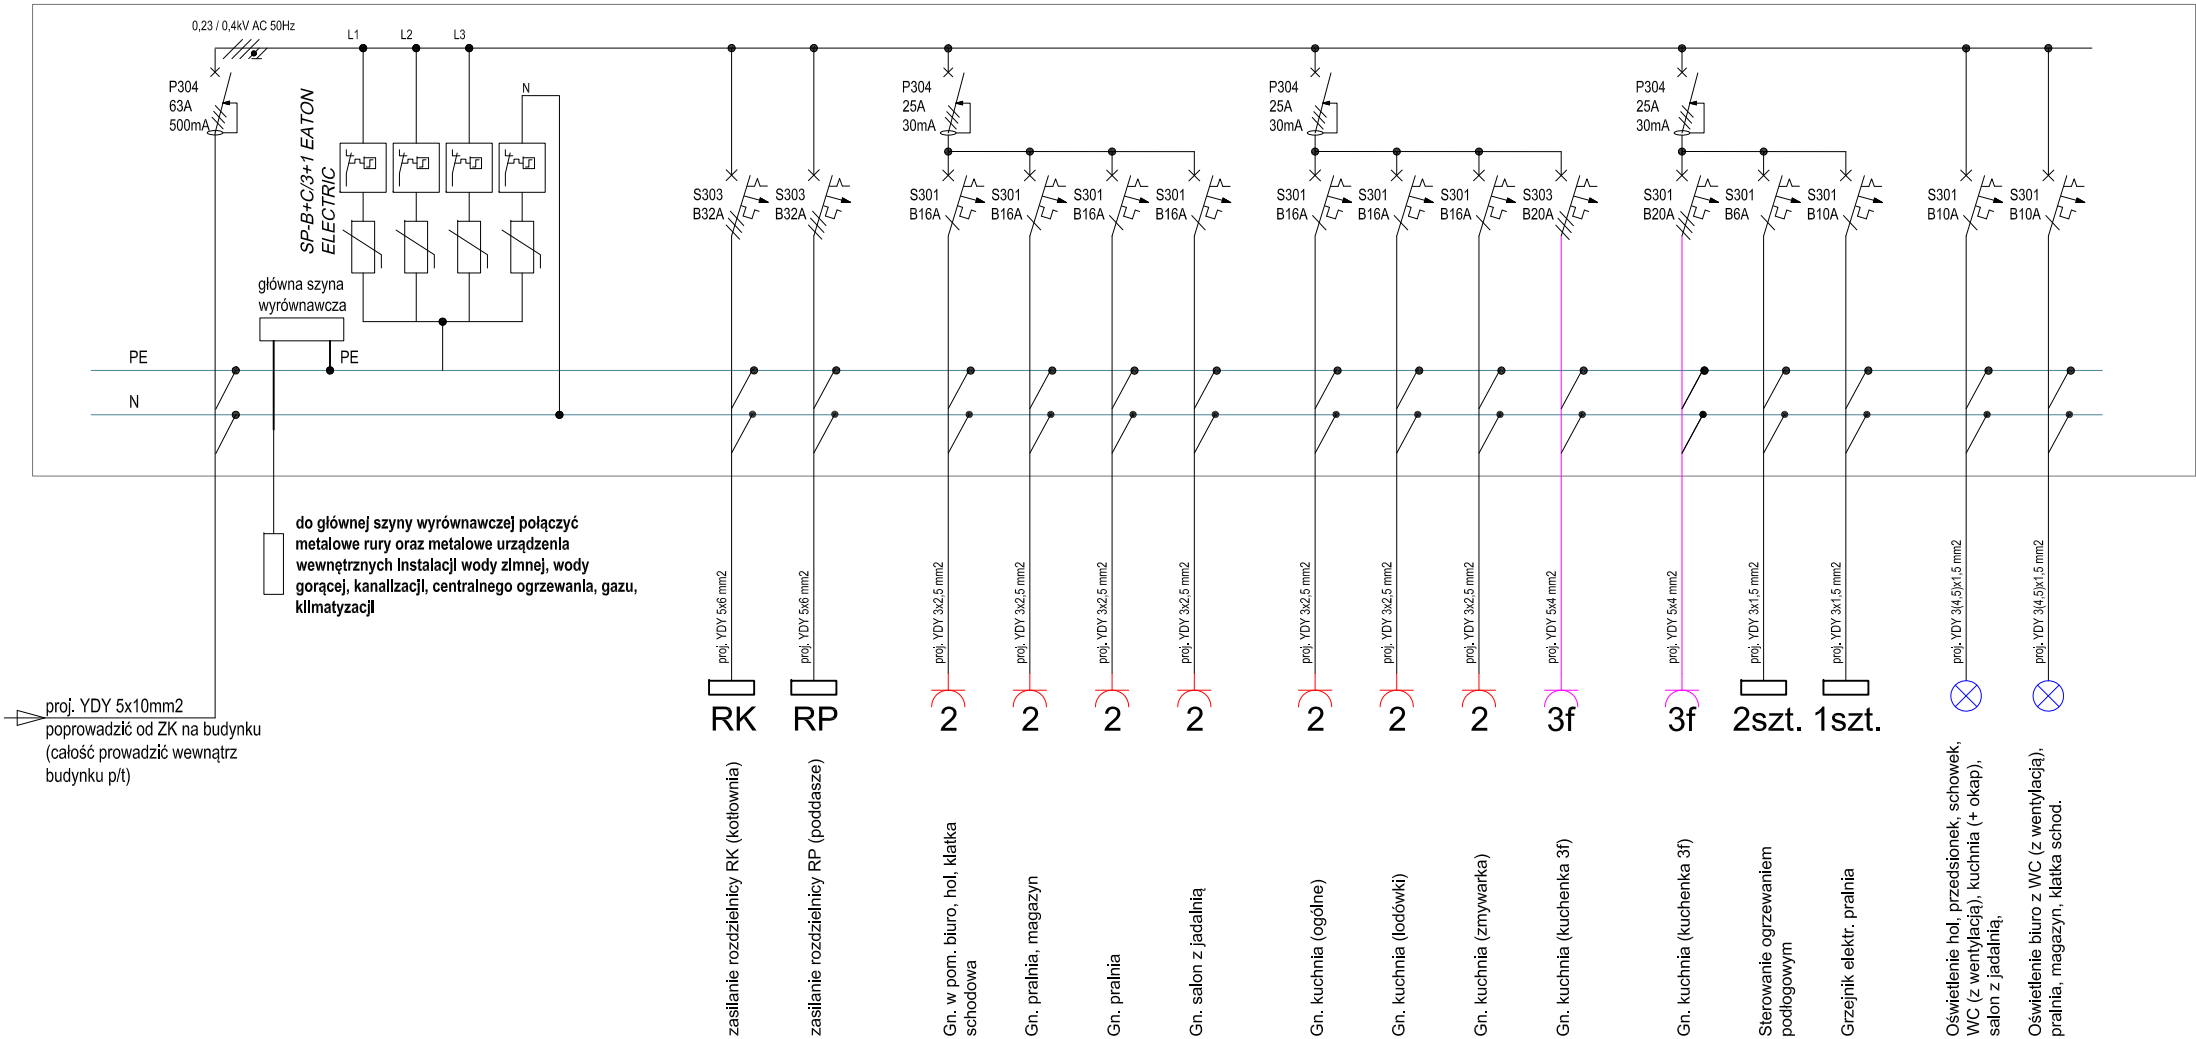 0,23 / 0,4kV AC 50Hz
L1
L2
L3
N
P304
63A
500mA
SP-B+C/3+1 EATON
ELECTRIC
główna szyna
wyrównawcza
PE
PE
N
S303
B32A
S303
B32A
P304
25A
30mA
S301
B16A
S301
B16A
S301
B16A
S301
B16A
P304
25A
30mA
S301
B16A
S301
B16A
S301
B16A
S303
B20A
P304
25A
30mA
S301
B20A
S301
B6A
S301
B10A
S301
B10A
S301
B10A
do głównej szyny wyrównawczej połączyć
metalowe rury oraz metalowe urządzenia
wewnętrznych instalacji wody zimnej, wody
gorącej, kanalizacji, centralnego ogrzewania, gazu,
klimatyzacji
proj. YDY 5x10mm2
poprowadzić od ZK na budynku
(całość prowadzić wewnątrz
budynku p/t)
proj. YDY 5x6 mm2
proj. YDY 5x6 mm2
proj. YDY 3x2,5 mm2
proj. YDY 3x2,5 mm2
proj. YDY 3x2,5 mm2
proj. YDY 3x2,5 mm2
proj. YDY 3x2,5 mm2
proj. YDY 3x2,5 mm2
proj. YDY 3x2,5 mm2
proj. YDY 5x4 mm2
proj. YDY 5x4 mm2
proj. YDY 3x1,5 mm2
proj. YDY 3x1,5 mm2
proj. YDY 3(4,5)x1,5 mm2
proj. YDY 3(4,5)x1,5 mm2
RK
RP
2
2
2
2
2
2
2
3f
3f
2szt.
1szt.
zasilanie rozdzielnicy RK (kotłownia)
zasilanie rozdzielnicy RP (poddasze)
Gn. w pom. biuro, hol, klatka
schodowa
Gn. pralnia, magazyn
Gn. pralnia
Gn. salon z jadalnią
Gn. kuchnia (ogólne)
Gn. kuchnia (lodówki)
Gn. kuchnia (zmywarka)
Gn. kuchnia (kuchenka 3f)
Gn. kuchnia (kuchenka 3f)
Sterowanie ogrzewaniem
podłogowym
Grzejnik elektr. pralnia
Oświetlenie hol, przedsionek, schowek,
WC (z wentylacją), kuchnia (+ okap),
salon z jadalnią,
Oświetlenie biuro z WC (z wentylacją),
pralnia, magazyn, klatka schod.